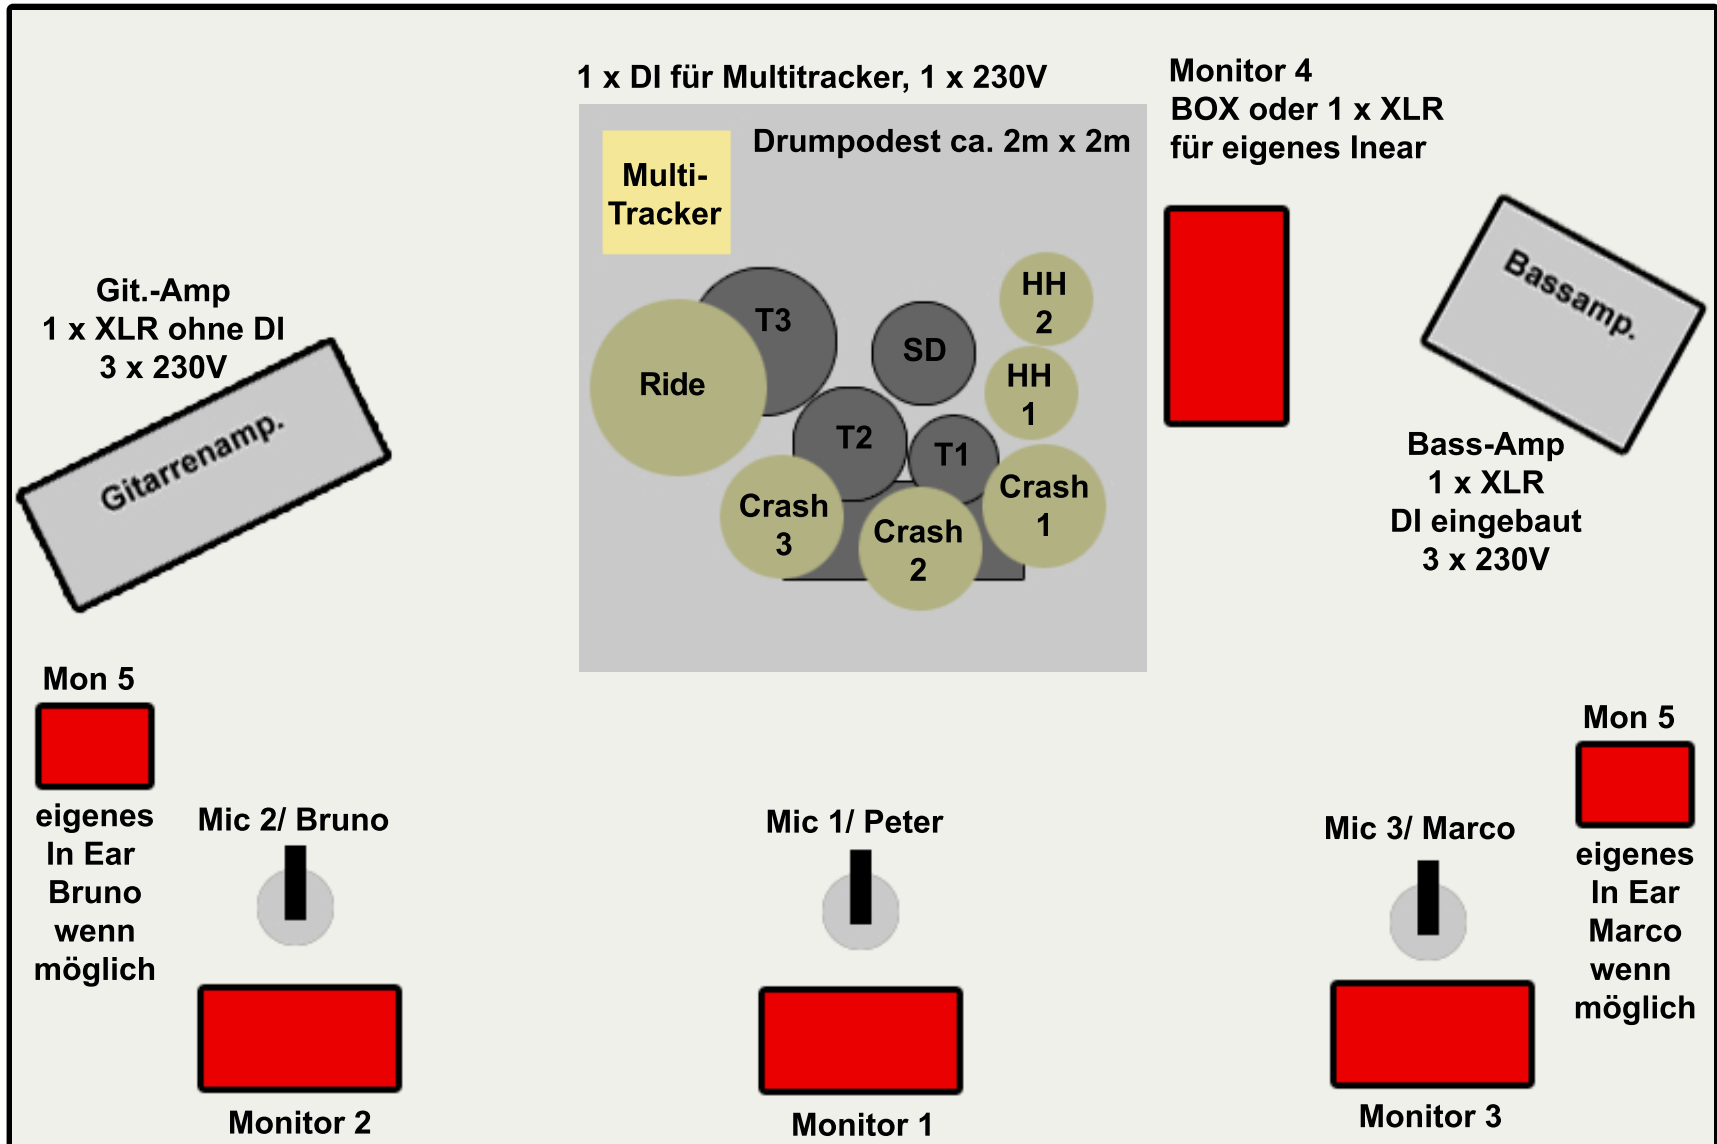 1 x DI für Multitracker, 1 x 230V
Monitor 4
BOX oder 1 x XLR
für eigenes Inear
Drumpodest ca. 2m x 2m
Multi-
Tracker
Git.-Amp
1 x XLR ohne DI
3 x 230V
Gitarrenamp.
T3
Ride
SD
HH
2
HH
1
T2
T1
Crash
3
Crash
2
Crash
1
Bassamp.
Bass-Amp
1 x XLR
DI eingebaut
3 x 230V
Mon 5
eigenes
In Ear
Bruno
wenn
möglich
Mic 2/ Bruno
Mic 1/ Peter
Mic 3/ Marco
Mon 5
eigenes
In Ear
Marco
wenn
möglich
Monitor 2
Monitor 1
Monitor 3